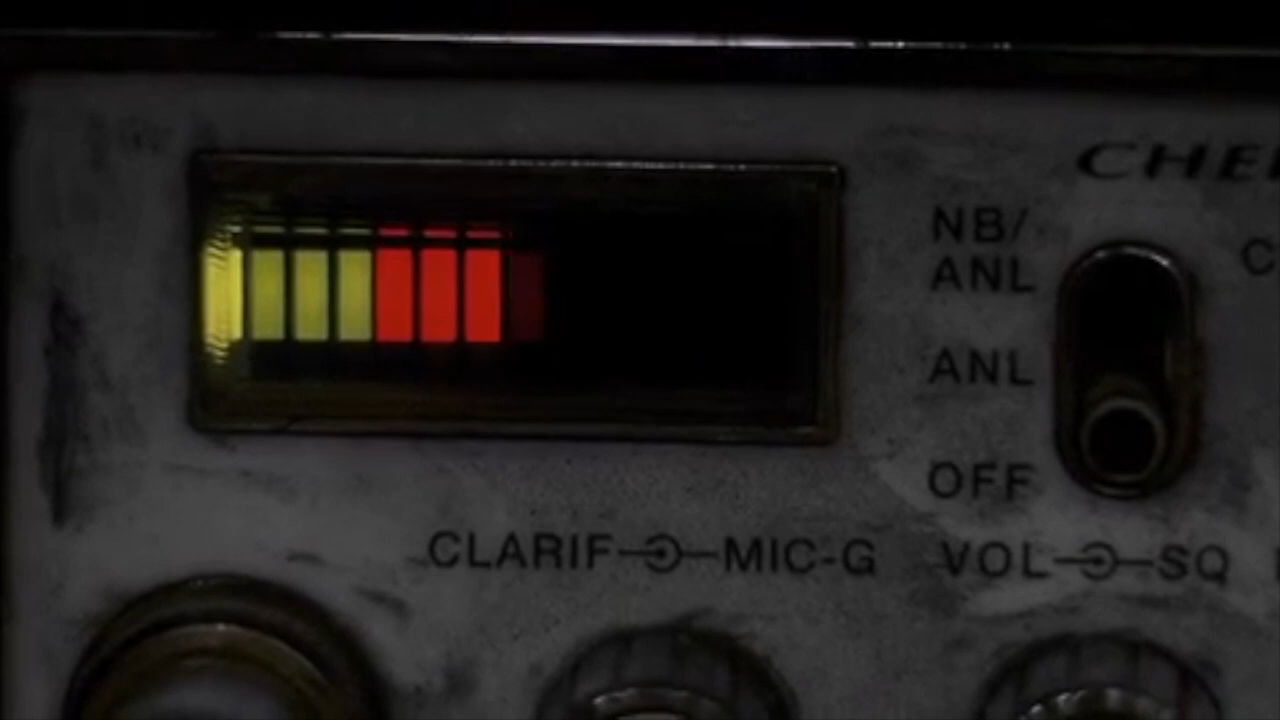 NB/
ANL
ANL
OFF
CLARIF MIC-G
VOL SQ